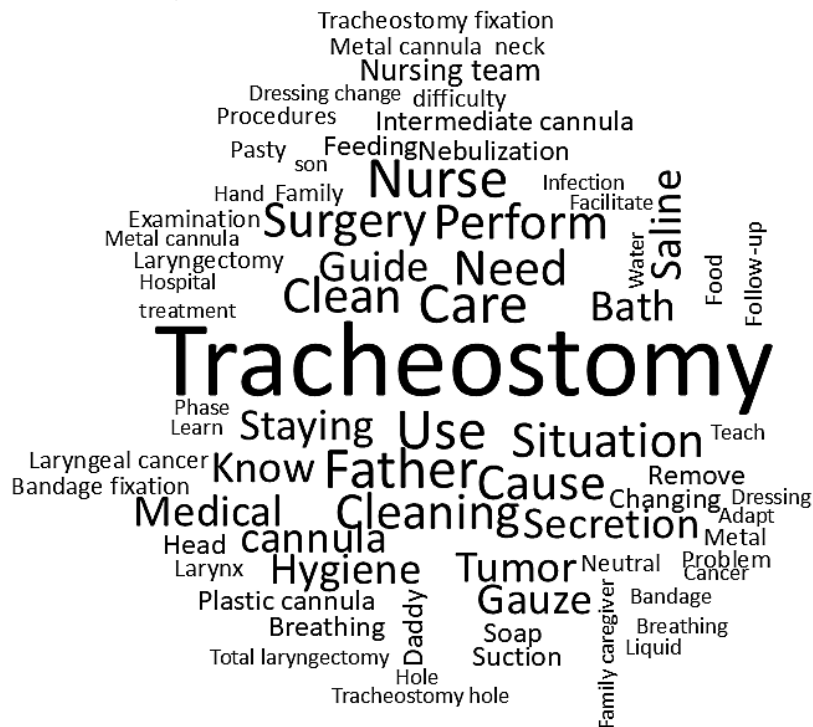 Tracheostomy fixation
Metal cannula neck
Nursing team
Dressing change difficulty
Procedures Intermediate cannula
Pasty son Feeding Nebulization
Hand Family Nurse Infection
Facilitate
Saline
Examination Surgery Perform
Metal cannula
Water
Food
Follow-up
Laryngectomy Guide Need
Hospital Clean Care Bath
treatment
Tracheostomy
Phase
Learn Staying Use Situation Teach
Laryngeal cancer Know Father Cause Remove
Bandage fixation Changing Dressing
Medical Cleaning Secretion Adapt
Head cannula Metal
Larynx Hygiene Tumor Neutral Problem
Cancer
Plastic cannula Gauze Bandage
Daddy
Family caregiver
Breathing Soap Breathing
Total laryngectomy Suction Liquid
Hole
Tracheostomy hole